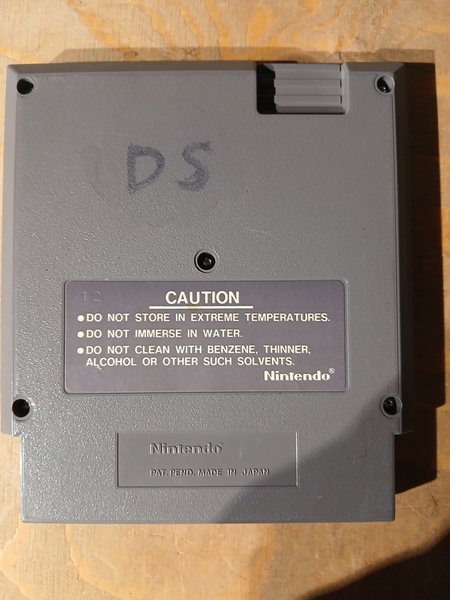 DS
12
CAUTION
●DO NOT STORE IN EXTREME TEMPERATURES.
●DO NOT IMMERSE IN WATER.
●DO NOT CLEAN WITH BENZENE, THINNER,
ALCOHOL OR OTHER SUCH SOLVENTS.
Nintendo®
Nintendo®
PAT. PEND. MADE IN JAPAN